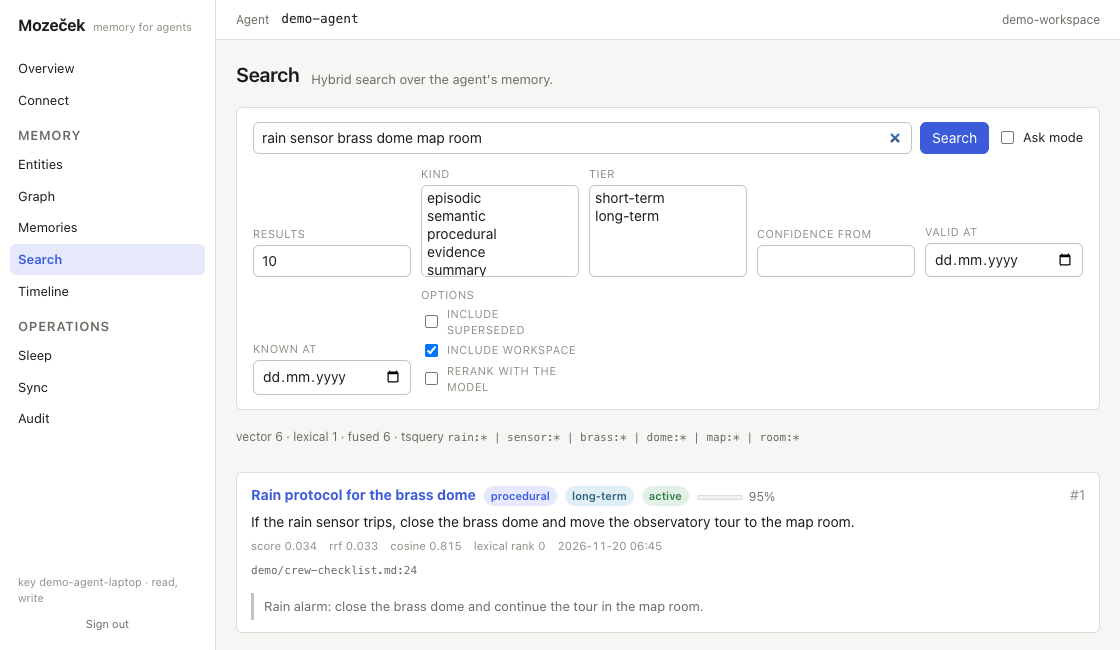 Mozeček memory for agents
Agent demo-agent
demo-workspace
Overview
Connect
MEMORY
Entities
Graph
Memories
Search
Timeline
OPERATIONS
Sleep
Sync
Audit
key demo-agent-laptop · read,
write
Sign out
Search Hybrid search over the agent's memory.
rain sensor brass dome map room
Search
Ask mode
RESULTS
10
KIND
episodic
semantic
procedural
evidence
summary
TIER
short-term
long-term
CONFIDENCE FROM
VALID AT
dd.mm.yyyy
KNOWN AT
dd.mm.yyyy
OPTIONS
INCLUDE
SUPERSEDED
INCLUDE WORKSPACE
RERANK WITH THE
MODEL
vector 6 · lexical 1 · fused 6 · tsquery rain:* | sensor:* | brass:* | dome:* | map:* | room:*
Rain protocol for the brass dome procedural long-term active 95% #1
If the rain sensor trips, close the brass dome and move the observatory tour to the map room.
score 0.034 rrf 0.033 cosine 0.815 lexical rank 0 2026-11-20 06:45
demo/crew-checklist.md:24
Rain alarm: close the brass dome and continue the tour in the map room.